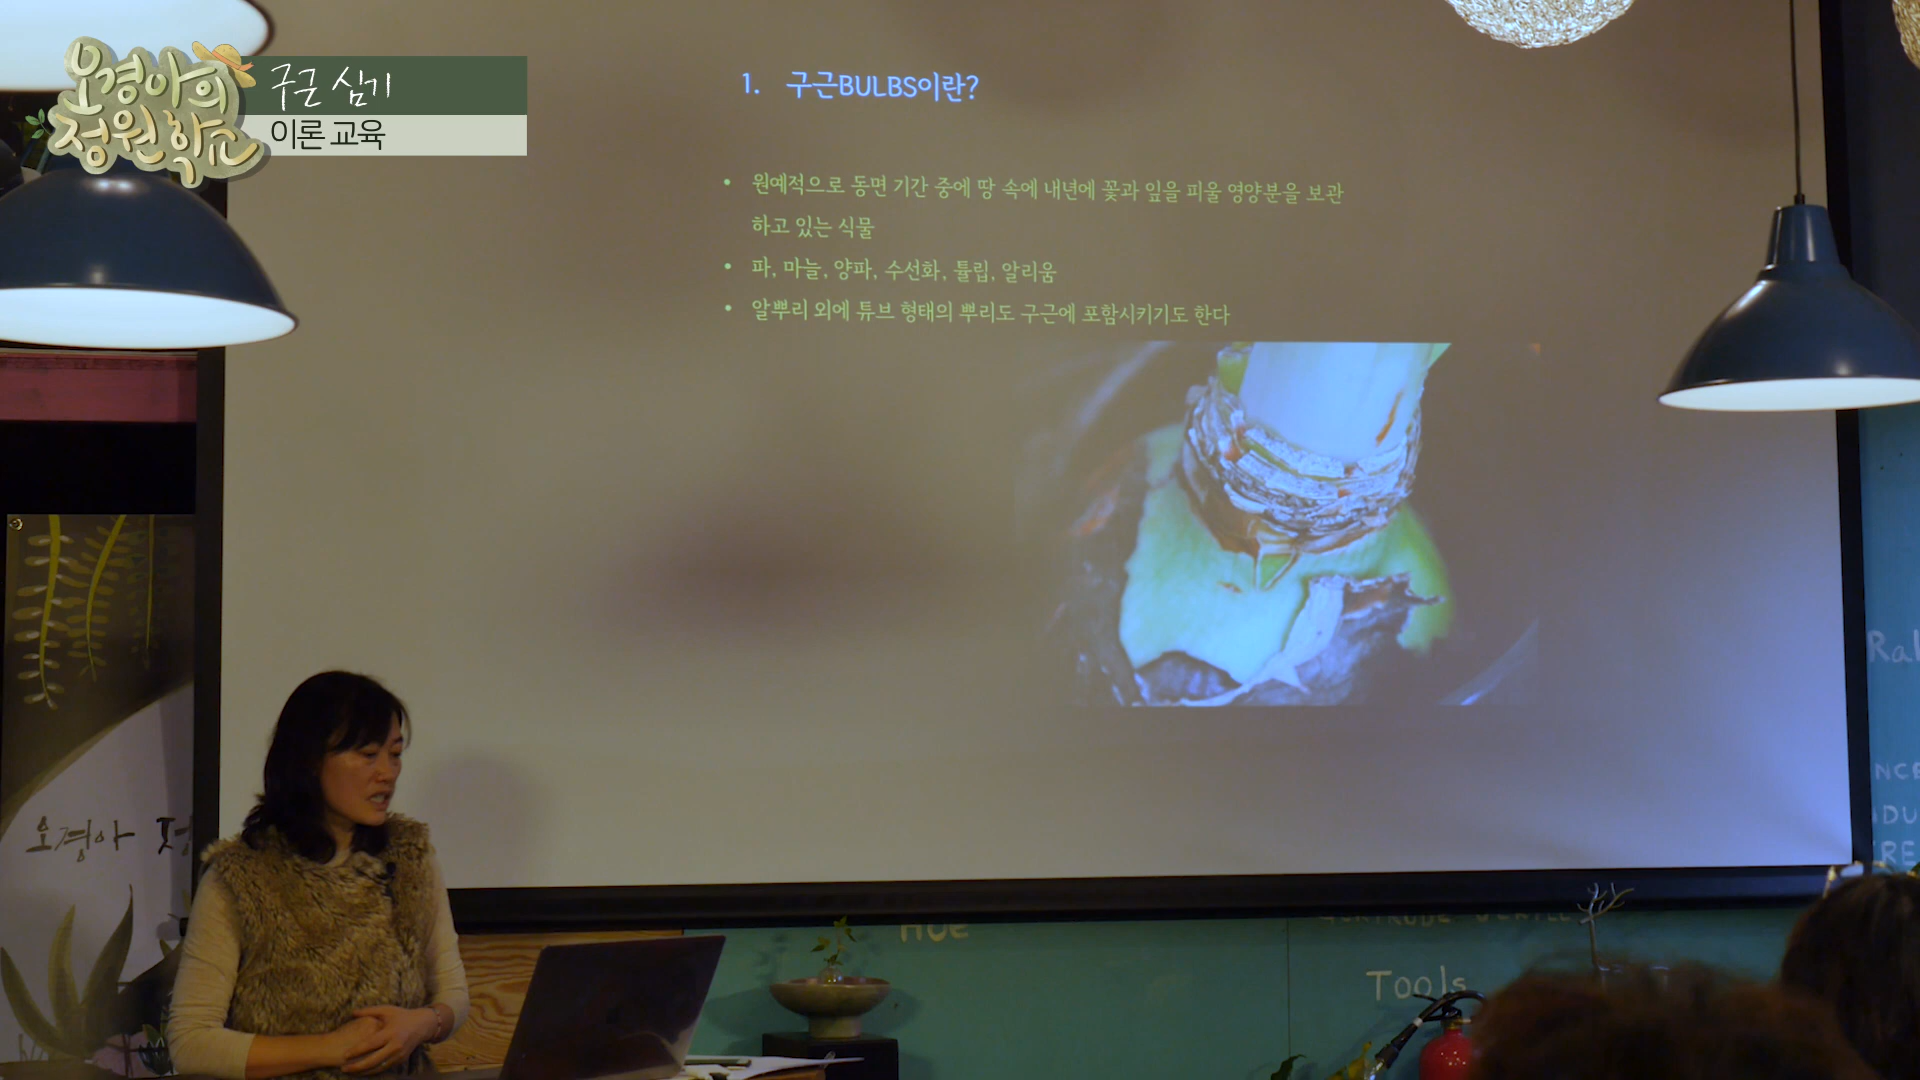 오경아의
정원학교
구근 심기
이론 교육
1. 구근BULBS이란?
• 원예적으로 동면 기간 중에 땅 속에 내년에 꽃과 잎을 피울 영양분을 보관
하고 있는 식물
• 파, 마늘, 양파, 수선화, 튤립, 알리움
• 알뿌리 외에 튜브 형태의 뿌리도 구근에 포함시키기도 한다
오경아
Hoe
Tools